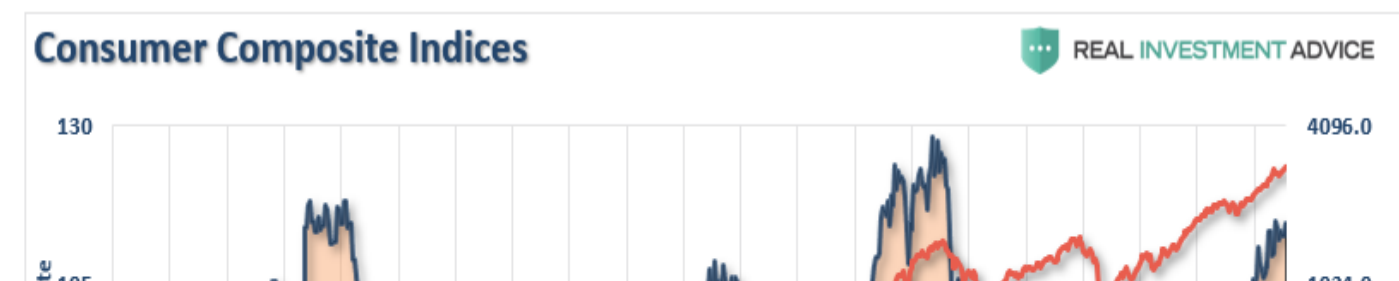 Consumer Composite Indices
REAL INVESTMENT ADVICE
130
4096.0